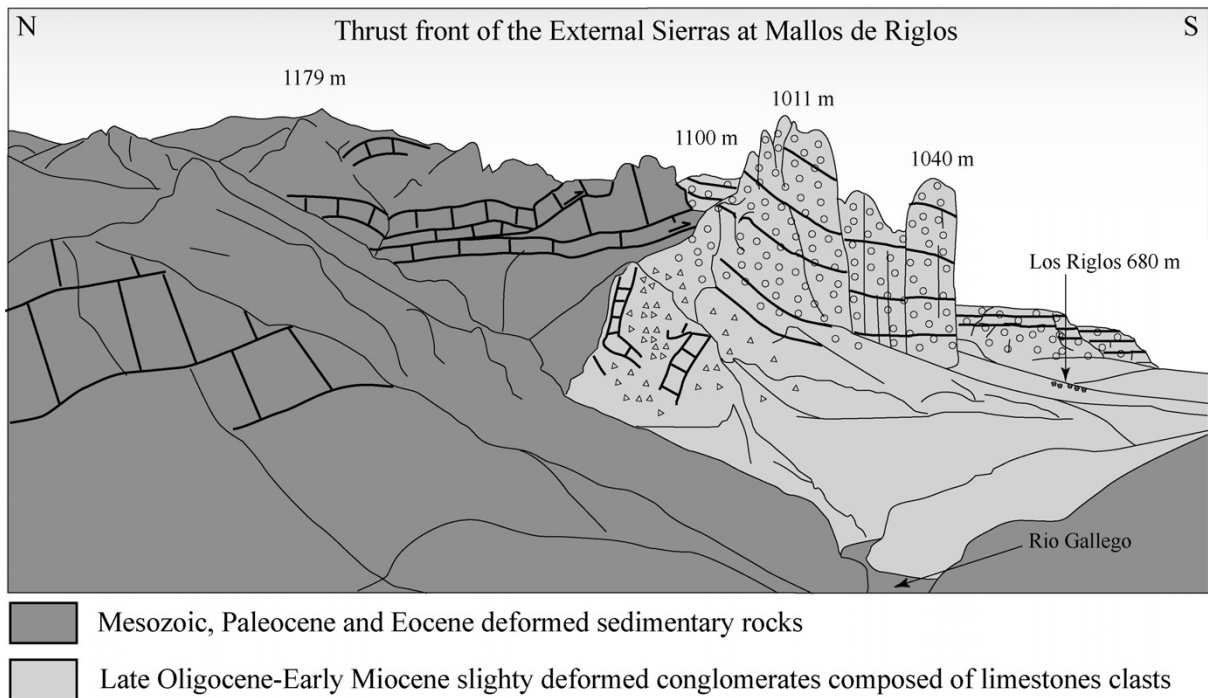 N
Thrust front of the External Sierras at Mallos de Riglos
S
1179 m
1011 m
1100 m
1040 m
Los Riglos 680 m
Rio Gallego
Mesozoic, Paleocene and Eocene deformed sedimentary rocks
Late Oligocene-Early Miocene slighty deformed conglomerates composed of limestones clasts